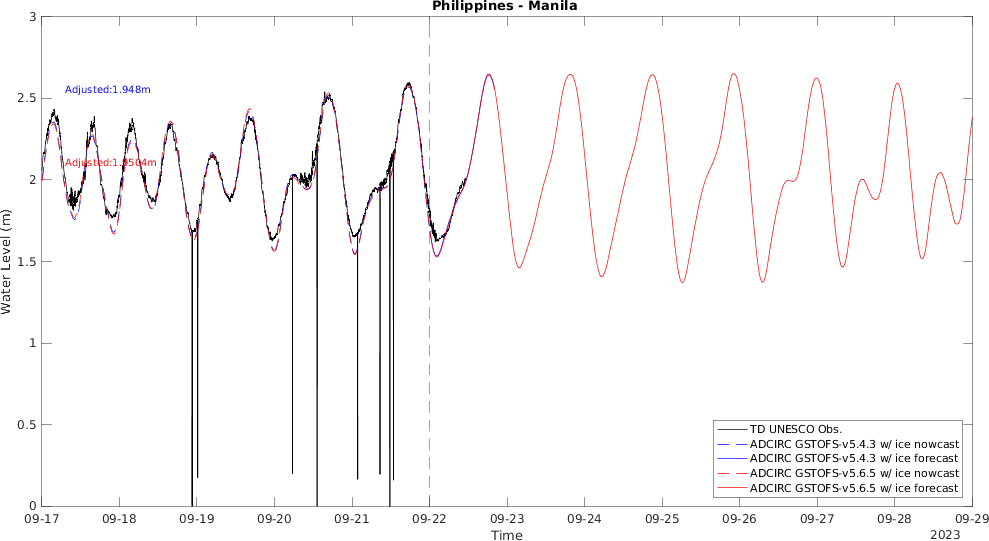 Philippines - Manila
3
2.5
2
1.5
1
0.5
0
Water Level (m)
Adjusted:1.948m
Adjusted:1.9504m
09-17 09-18 09-19 09-20 09-21 09-22 09-23 09-24 09-25 09-26 09-27 09-28 09-29
Time
2023
TD UNESCO Obs.
ADCIRC GSTOFS-v5.4.3 w/ ice nowcast
ADCIRC GSTOFS-v5.4.3 w/ ice forecast
ADCIRC GSTOFS-v5.6.5 w/ ice nowcast
ADCIRC GSTOFS-v5.6.5 w/ ice forecast